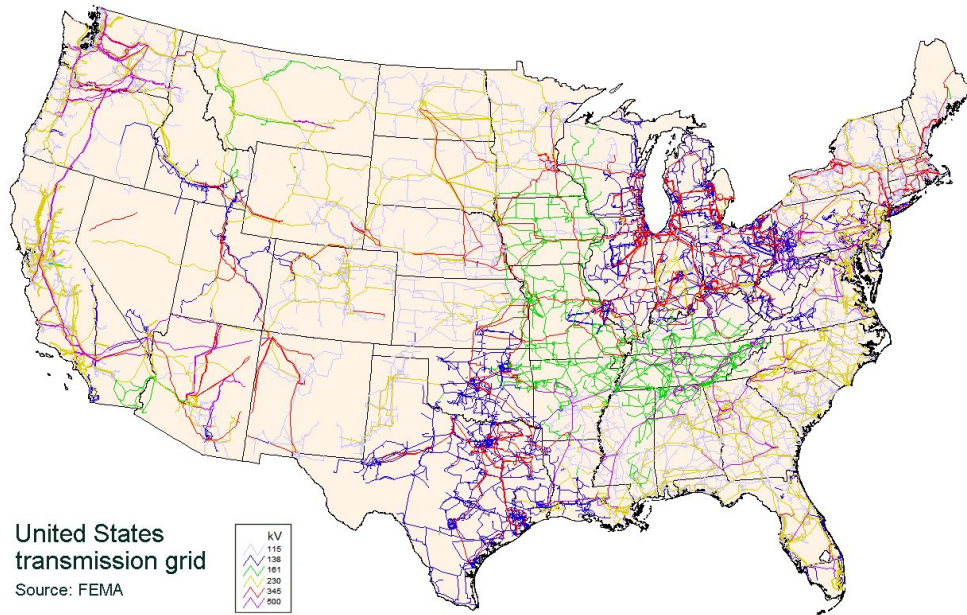 United States
transmission grid
Source: FEMA
kV
115
138
161
230
345
500